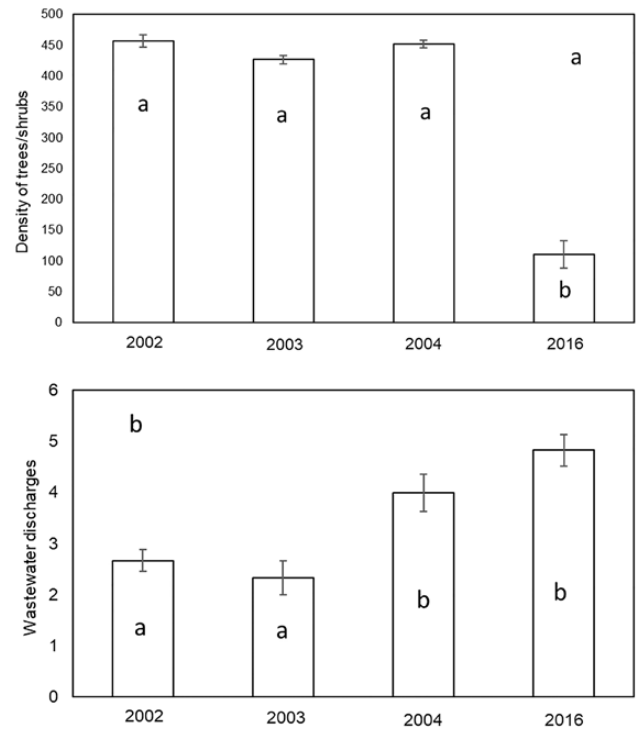 500
450
400
350
300
250
200
150
100
50
0
Density of trees/shrubs
a
a
a
a
b
2002
2003
2004
2016
6
5
4
3
2
1
0
Wastewater discharges
b
a
a
b
b
2002
2003
2004
2016